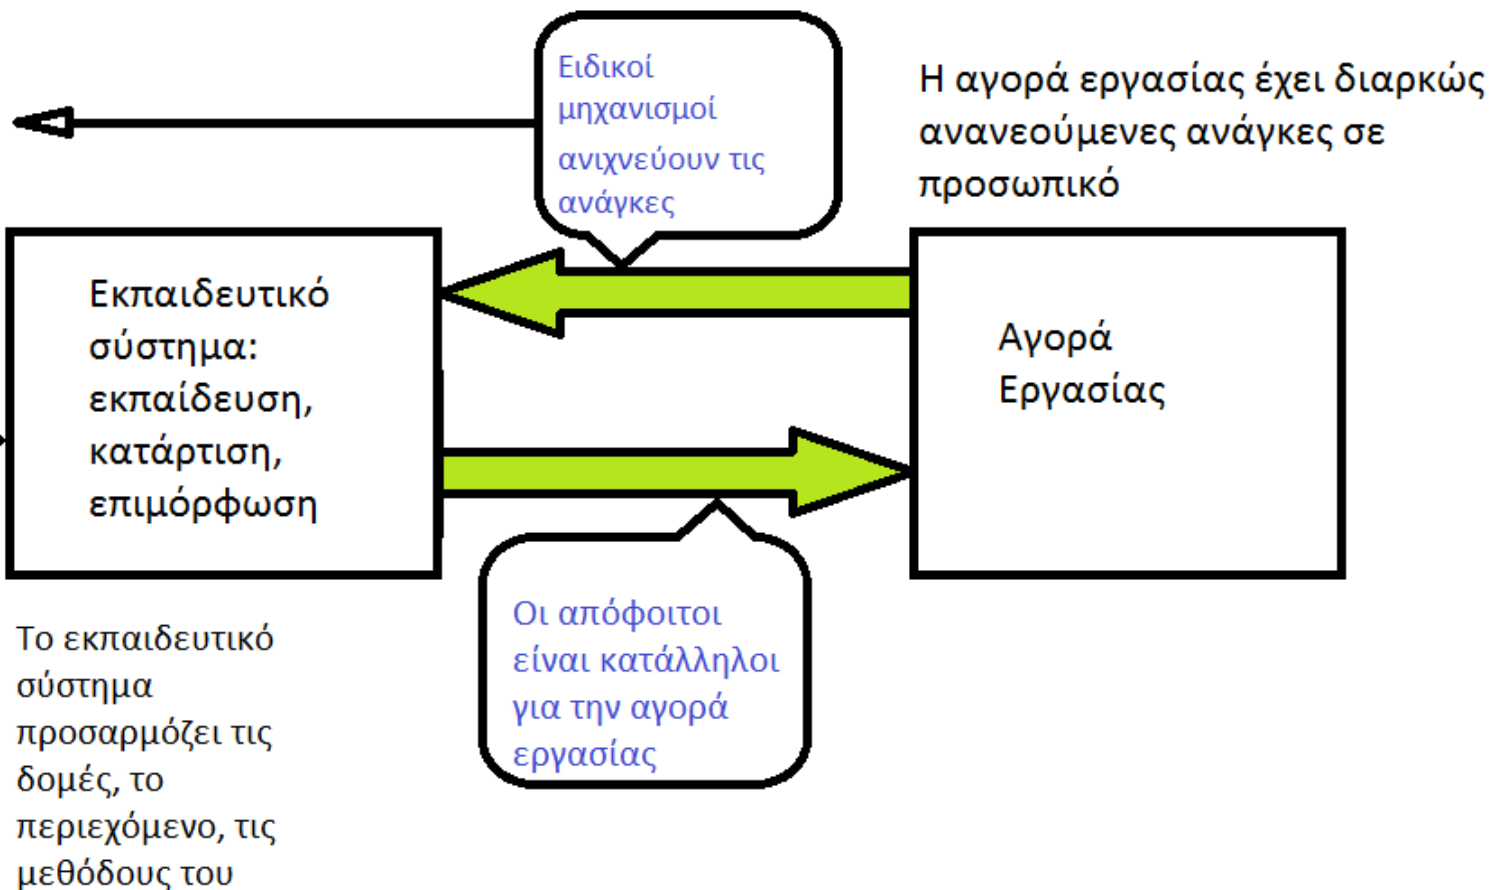 Ειδικοί
μηχανισμοί
ανιχνεύουν τις
ανάγκες
Η αγορά εργασίας έχει διαρκώς
ανανεούμενες ανάγκες σε
προσωπικό
Εκπαιδευτικό
σύστημα:
εκπαίδευση,
κατάρτιση,
επιμόρφωση
Αγορά
Εργασίας
Οι απόφοιτοι
είναι κατάλληλοι
για την αγορά
εργασίας
Το εκπαιδευτικό
σύστημα
προσαρμόζει τις
δομές, το
περιεχόμενο, τις
μεθόδους του